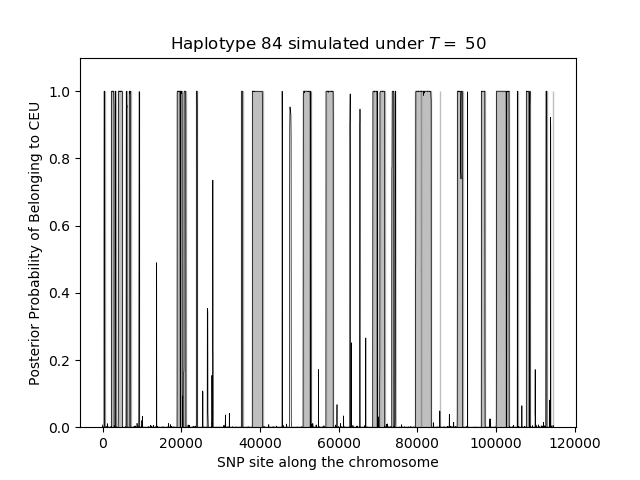 Haplotype 84 simulated under T = 50
Posterior Probability of Belonging to CEU
1.0
0.8
0.6
0.4
0.2
0.0
0 20000 40000 60000 80000 100000 120000
SNP site along the chromosome